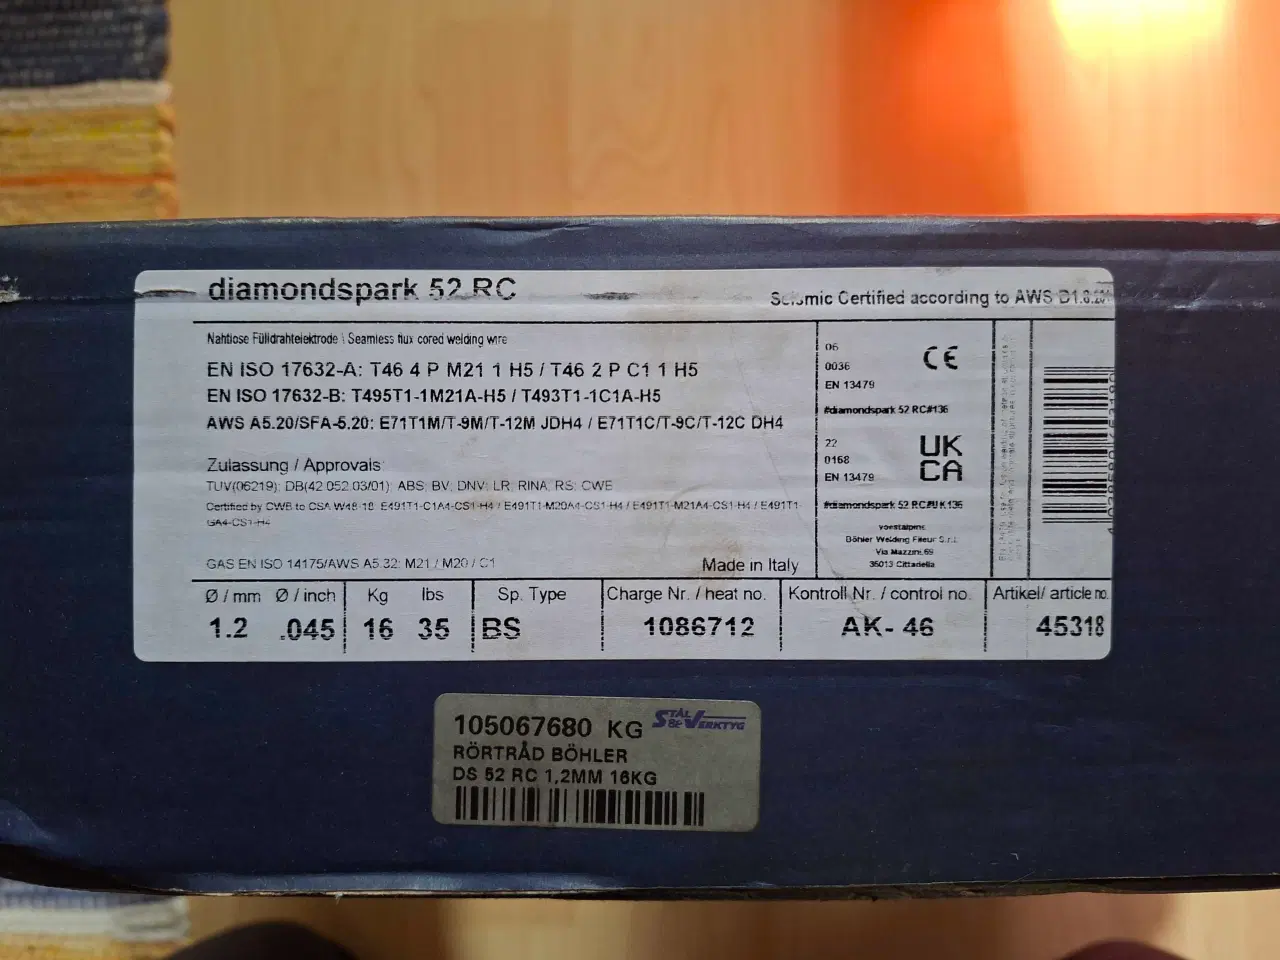 diamondspark 52 RC
Seismic Certified according to AWS D1.8
Nahtlose Fülldrahtelektrode \ Seamless flux cored welding wire
EN ISO 17632-A: T46 4 P M21 1 H5 / T46 2 P C1 1 H5
EN ISO 17632-B: T495T1-1M21A-H5 / T493T1-1C1A-H5
AWS A5.20/SFA-5.20: E71T1M/T-9M/T-12M JDH4 / E71T1C/T-9C/T-12C DH4
Zulassung / Approvals
TUV(06219); DB(42.052.03/01); ABS; BV; DNV; LR; RINA; RS; CWB
Certified by CWB to CSA W48-18: E491T1-C1A4-CS1-H4 / E491T1-M20A4-CS1-H4 / E491T1-M21A4-CS1-H4 / E491T1-
GA4-CS1-H4
GAS EN ISO 14175/AWS A5.32: M21 / M20 / C1
Made in Italy
06
0036
EN 13479
CE
#diamondspark 52 RC#136
22
0168
EN 13479
UK
CA
#diamondspark 52 RC#UK136
voestalpine
Böhler Welding Fileur S.r.l.
Via Mazzini 59
35013 Cittadella
Ø / mm Ø / inch
1.2 .045
Kg lbs
16 35
Sp. Type
BS
Charge Nr. / heat no.
1086712
Kontroll Nr. / control no.
AK- 46
Artikel/ article no.
45318
105067680 KG
STÅL & VERKTYG
RÖRTRÅD BÖHLER
DS 52 RC 1,2MM 16KG